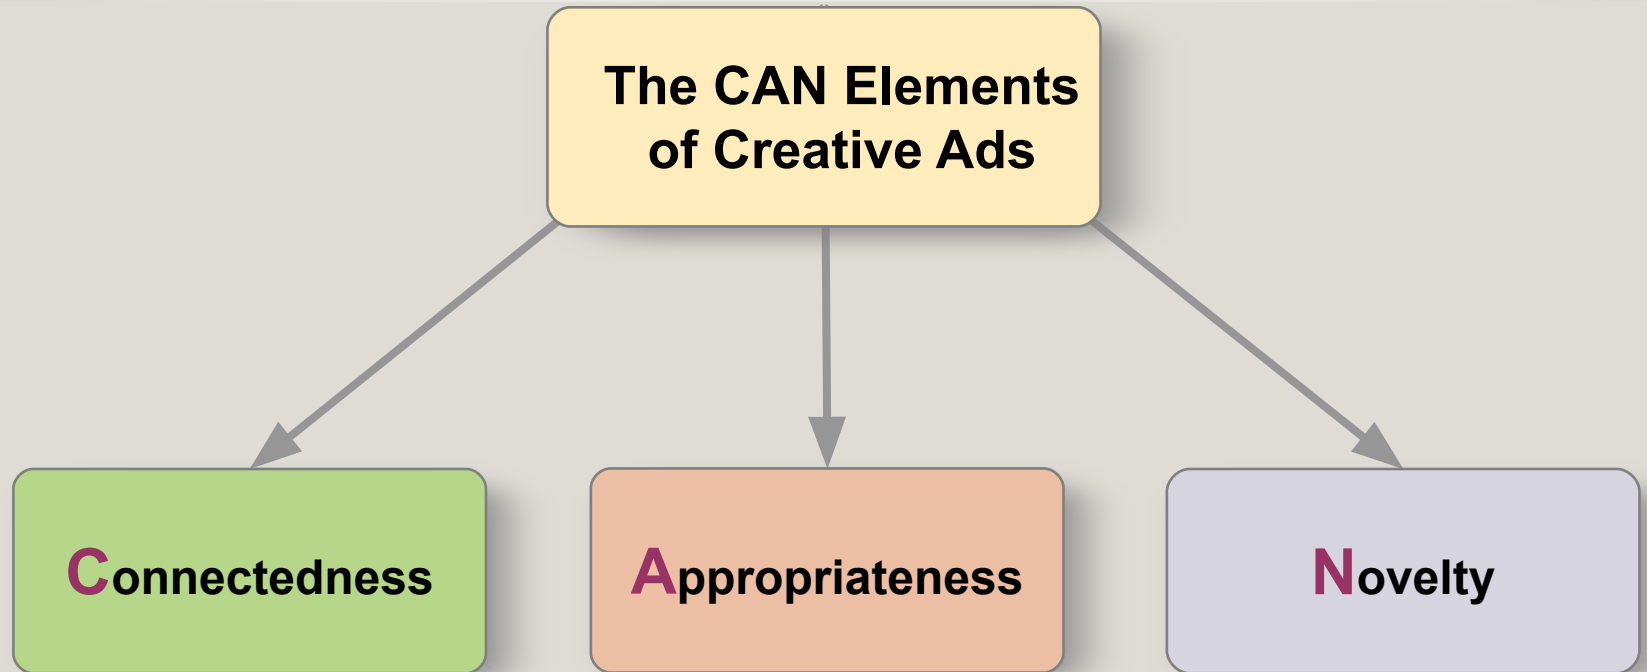 The CAN Elements
of Creative Ads
Connectedness
Appropriateness
Novelty